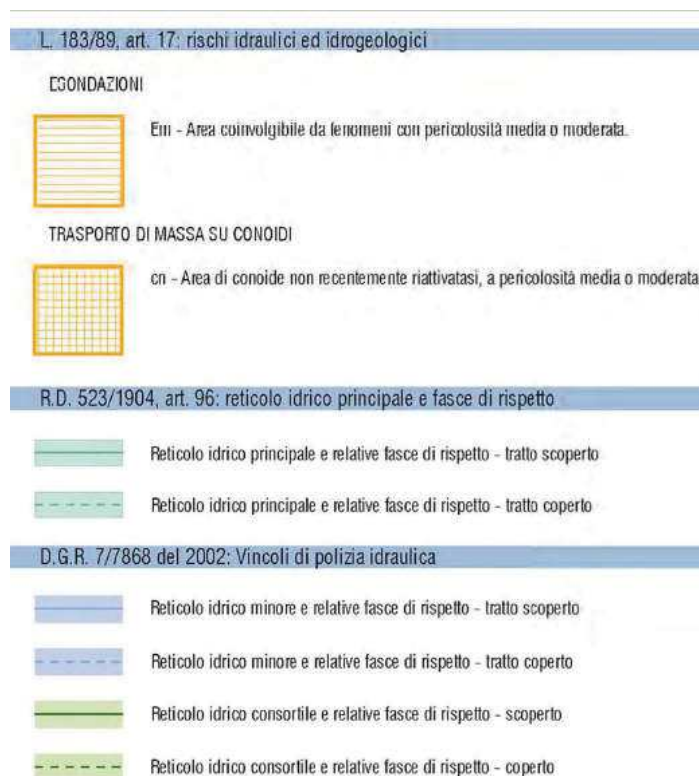 L. 183/89, art. 17: rischi idraulici ed idrogeologici
ESONDAZIONI
Em - Area coinvolgibile da fenomeni con pericolosità media o moderata.
TRASPORTO DI MASSA SU CONOIDI
cn - Area di conoide non recentemente riattivatasi, a pericolosità media o moderata
R.D. 523/1904, art. 96: reticolo idrico principale e fasce di rispetto
Reticolo idrico principale e relative fasce di rispetto - tratto scoperto
Reticolo idrico principale e relative fasce di rispetto - tratto coperto
D.G.R. 7/7868 del 2002: Vincoli di polizia idraulica
Reticolo idrico minore e relative fasce di rispetto - tratto scoperto
Reticolo idrico minore e relative fasce di rispetto - tratto coperto
Reticolo idrico consortile e relative fasce di rispetto - scoperto
Reticolo idrico consortile e relative fasce di rispetto - coperto